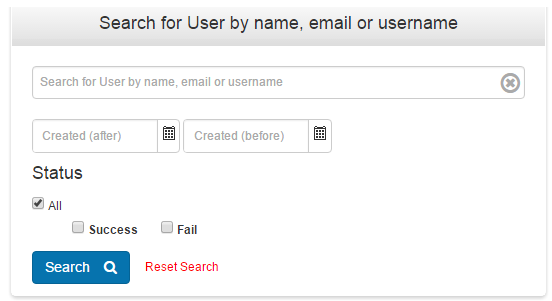 Search for User by name, email or username
Search for User by name, email or username
Created (after) Created (before)
Status
All
Success Fail
Search Reset Search